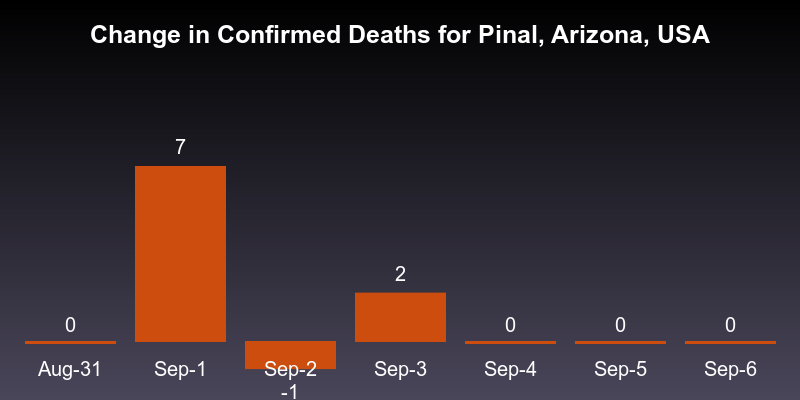 Change in Confirmed Deaths for Pinal, Arizona, USA
7
2
0 0 0 0
Aug-31 Sep-1 Sep-2 Sep-3 Sep-4 Sep-5 Sep-6
-1